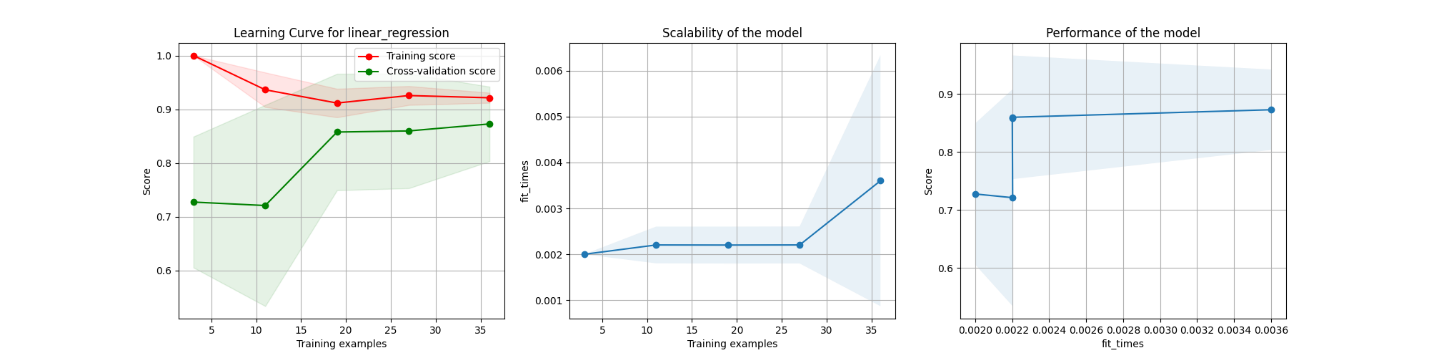 Learning Curve for linear_regression
Training score
Cross-validation score
1.0
0.9
0.8
0.7
0.6
Score
5 10 15 20 25 30 35
Training examples
Scalability of the model
0.006
0.005
0.004
0.003
0.002
0.001
fit_times
5 10 15 20 25 30 35
Training examples
Performance of the model
0.9
0.8
0.7
0.6
Score
0.0020 0.0022 0.0024 0.0026 0.0028 0.0030 0.0032 0.0034 0.0036
fit_times